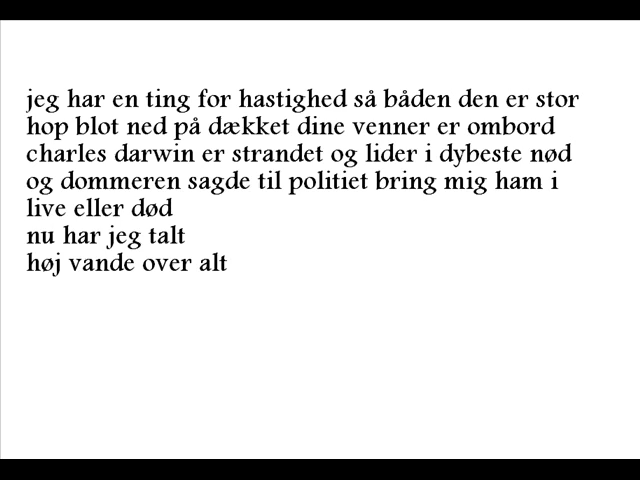 jeg har en ting for hastighed så båden den er stor
hop blot ned på dækket dine venner er ombord
charles darwin er strandet og lider i dybeste nød
og dommeren sagde til politiet bring mig ham i
live eller død
nu har jeg talt
høj vande over alt